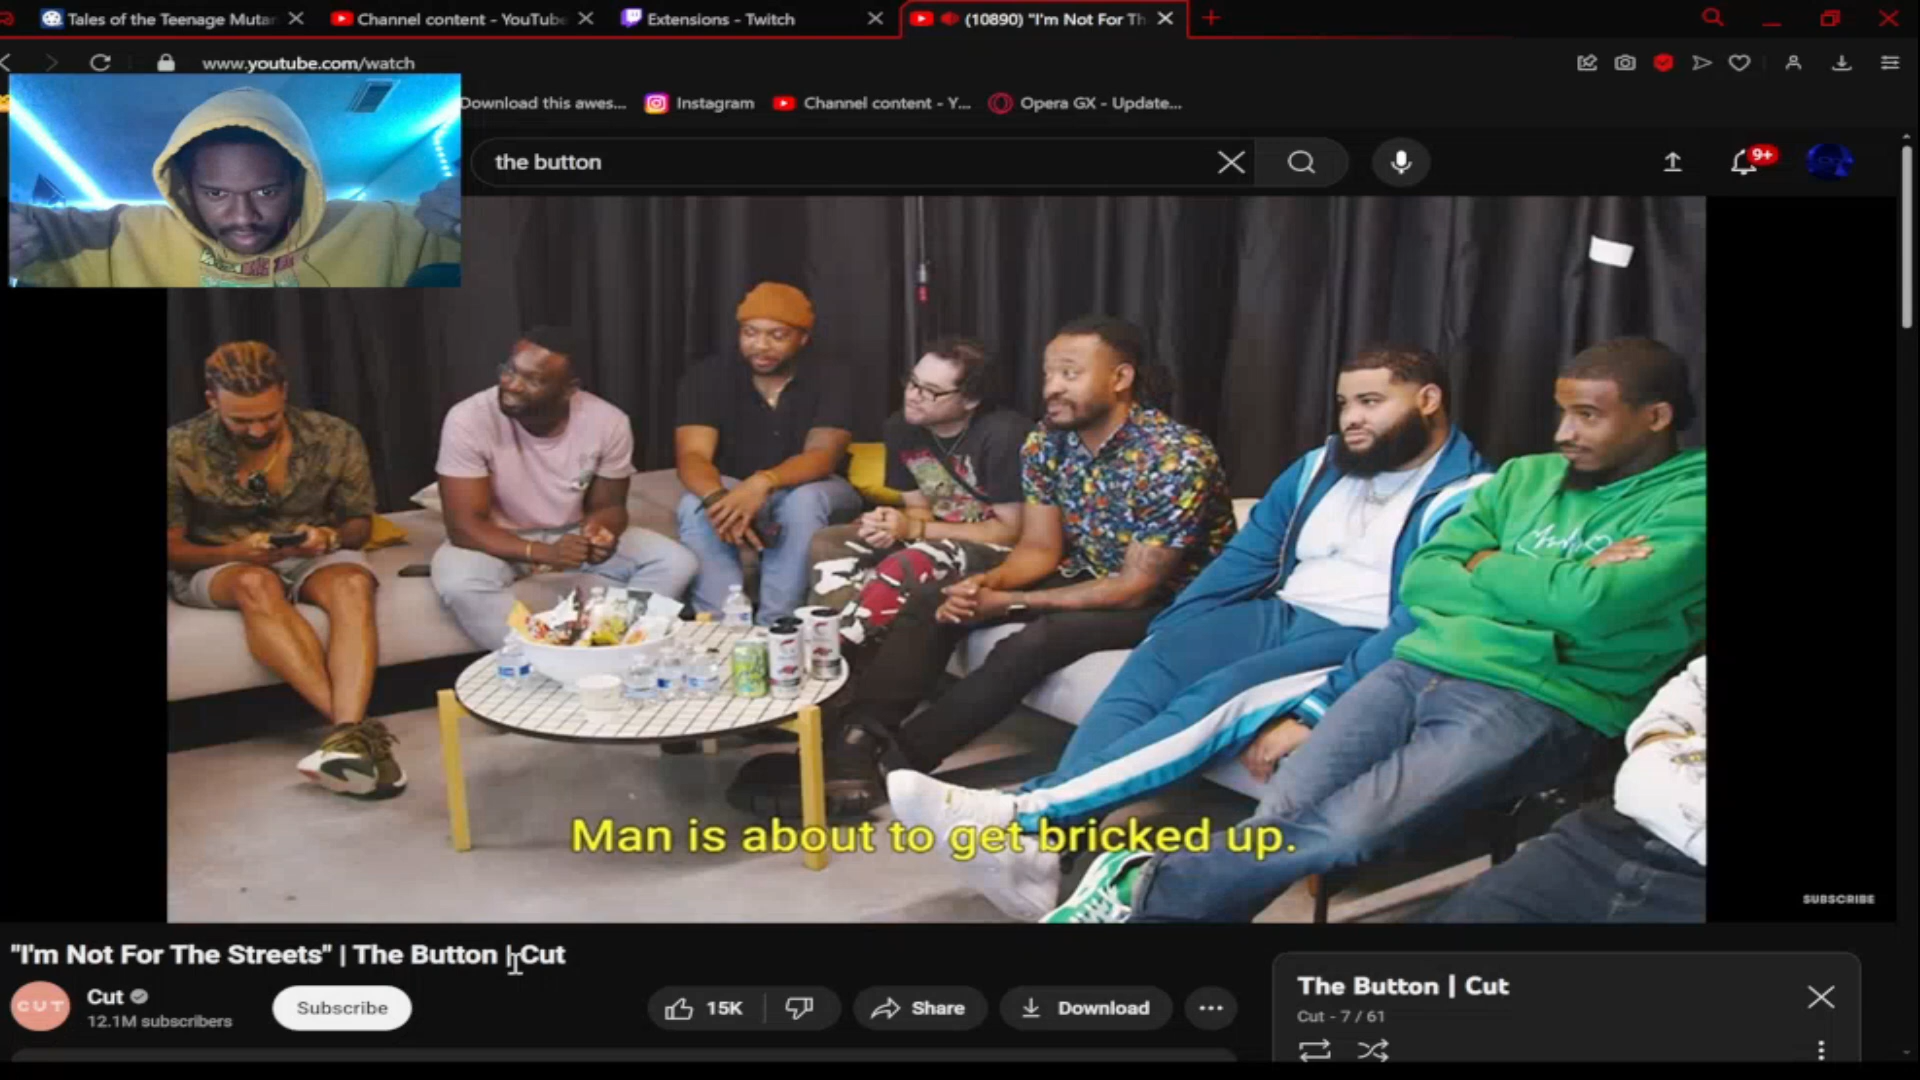 Tales of the Teenage Mutar
Channel content - YouTube
Extensions - Twitch
(10890) "I'm Not For Th
www.youtube.com/watch
Download this awes...
Instagram
Channel content - Y...
Opera GX - Update...
the button
9+
Man is about to get bricked up.
SUBSCRIBE
"I'm Not For The Streets" | The Button | Cut
CUT
Cut
12.1M subscribers
Subscribe
15K
Share
Download
The Button | Cut
Cut - 7 / 61